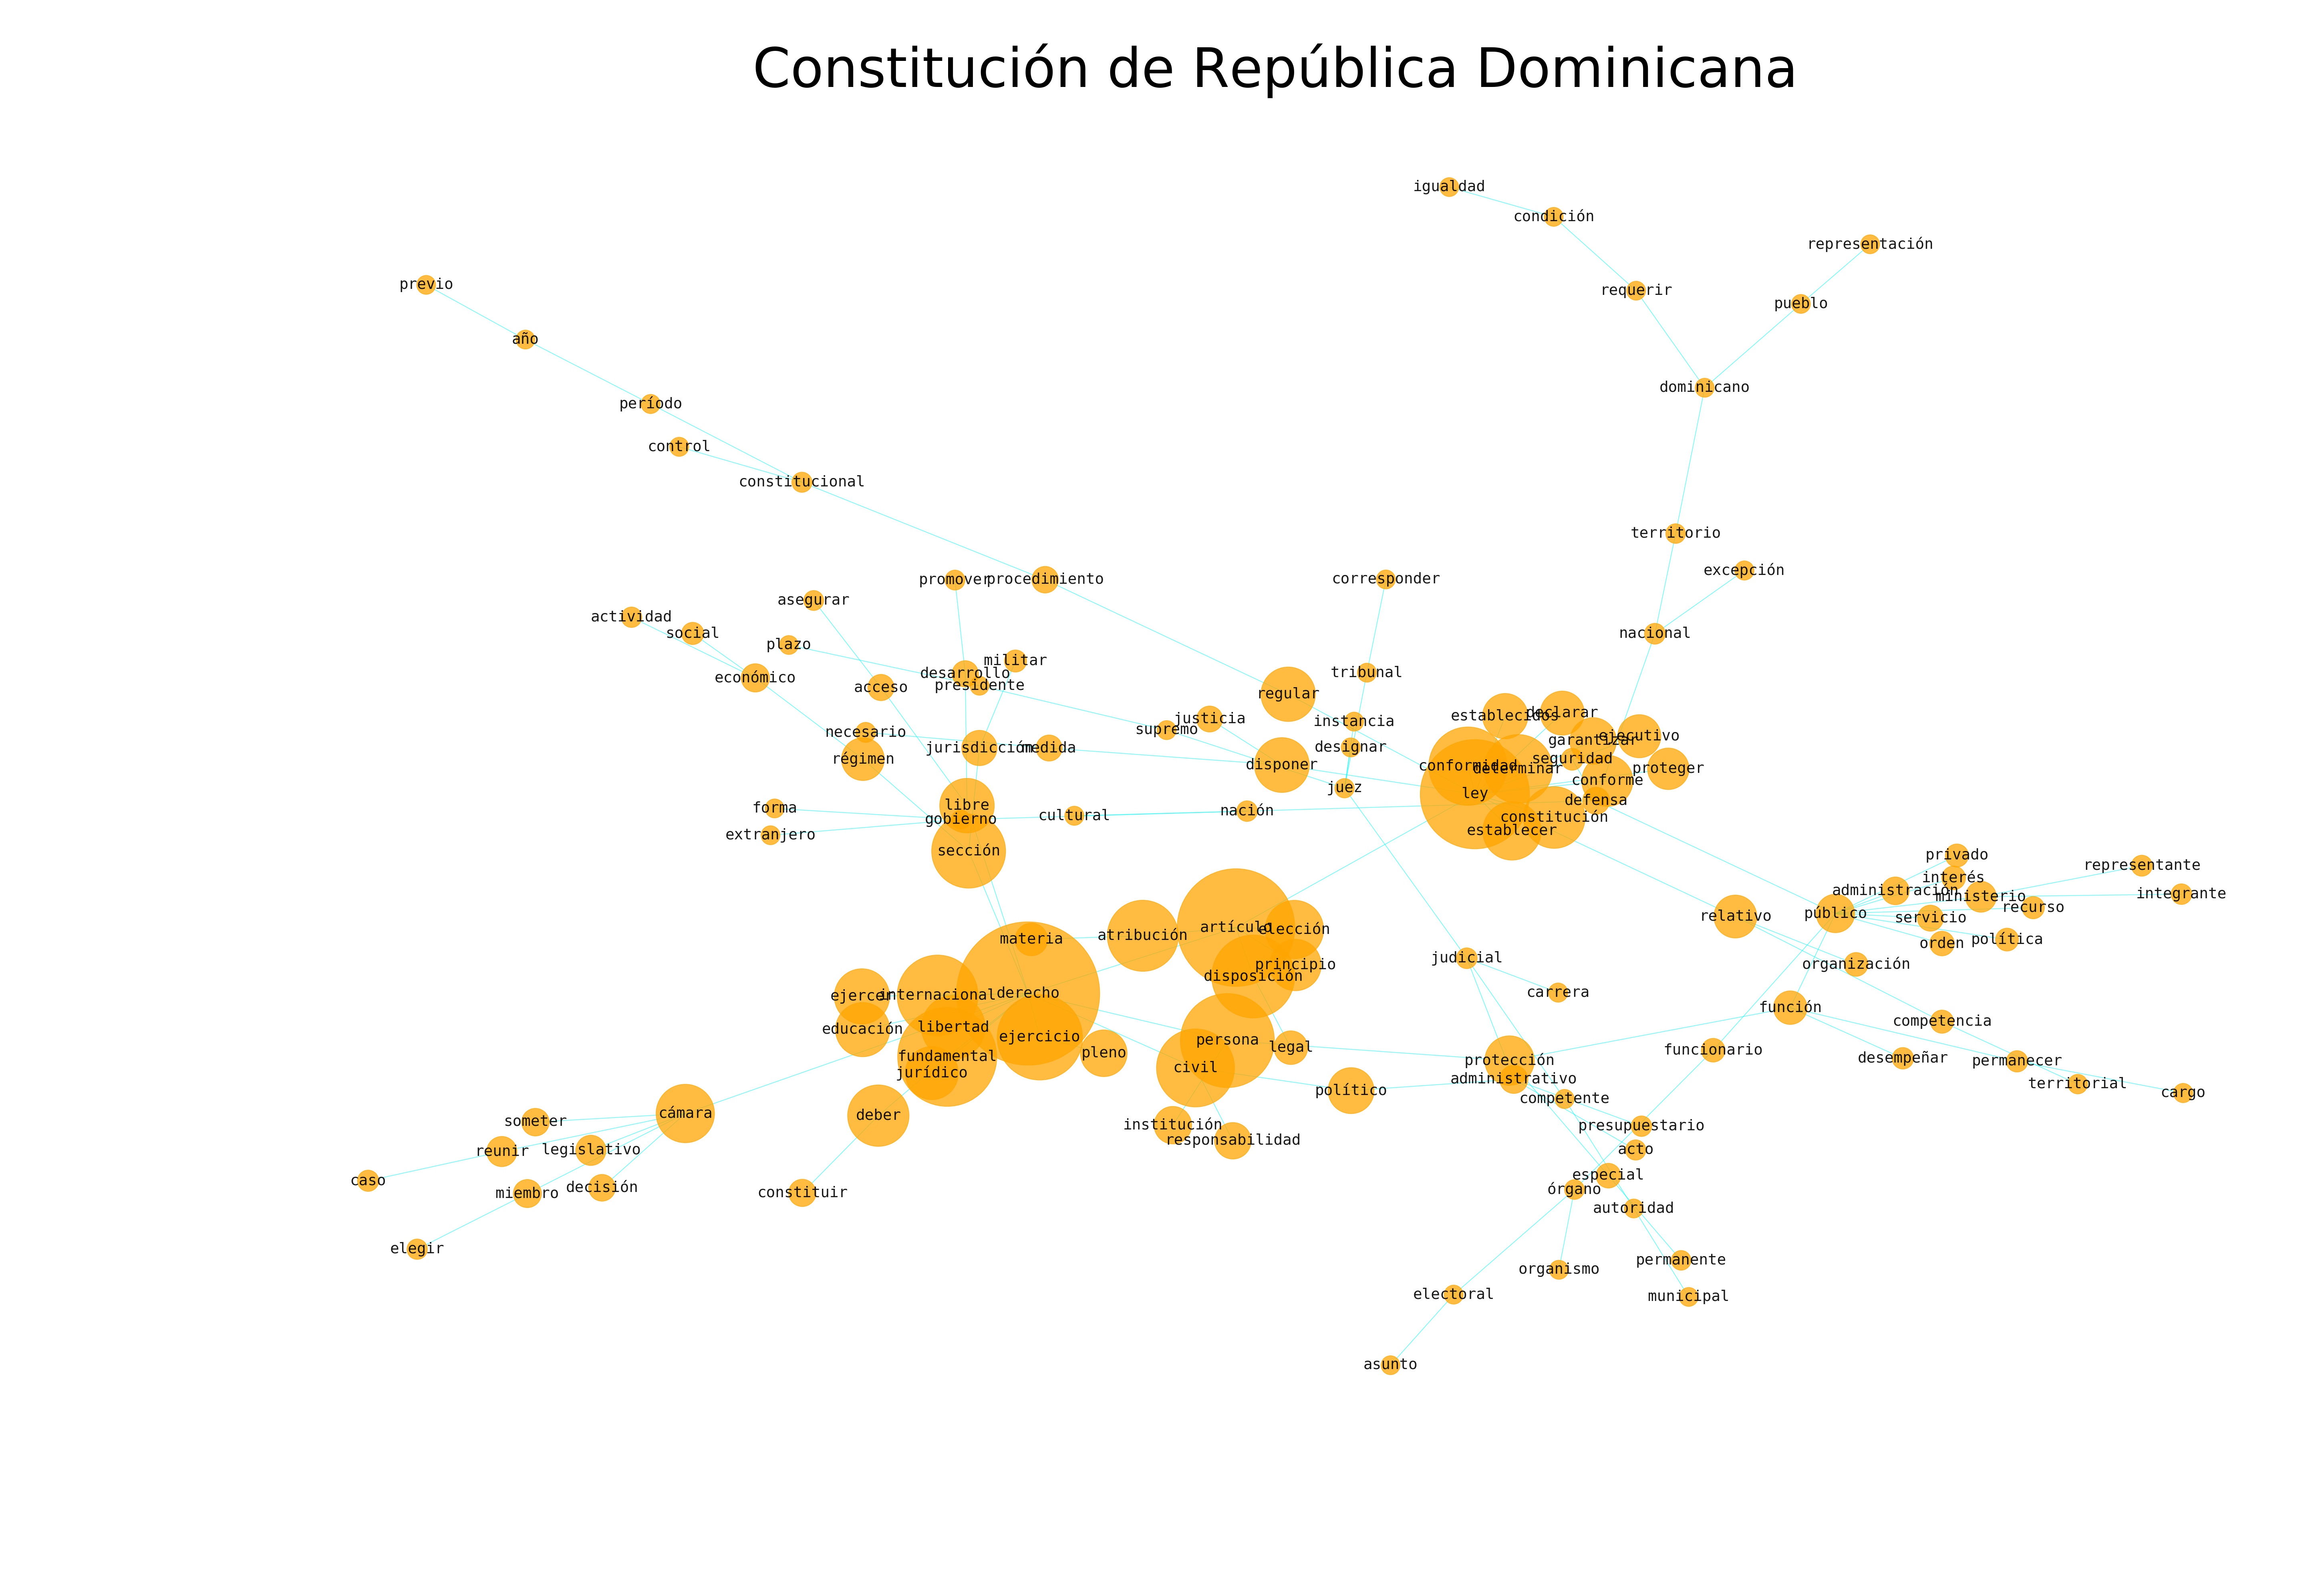 Constitución de República Dominicana
igualdad
condición
representación
previo
requerir
pueblo
año
dominicano
período
control
constitucional
territorio
excepción
promover
procedimiento
corresponder
asegurar
actividad
social
nacional
plazo
militar
desarrollo
tribunal
económico
presidente
acceso
regular
establecidos
declarar
justicia
instancia
supremo
necesario
ejecutivo
garantizar
jurisdicción
medida
designar
régimen
seguridad
disponer
conformidad
determinar
proteger
conforme
juez
ley
defensa
libre
forma
nación
cultural
gobierno
constitución
extranjero
establecer
sección
privado
representante
interés
administración
integrante
ministerio
recurso
público
relativo
servicio
artículo
elección
atribución
materia
política
orden
judicial
principio
organización
disposición
derecho
carrera
internacional
ejercer
función
competencia
libertad
educación
ejercicio
persona
legal
funcionario
pleno
fundamental
desempeñar
protección
permanecer
civil
jurídico
administrativo
territorial
político
cargo
competente
cámara
deber
someter
institución
presupuestario
responsabilidad
legislativo
reunir
acto
especial
caso
decisión
órgano
miembro
constituir
autoridad
elegir
permanente
organismo
electoral
municipal
asunto